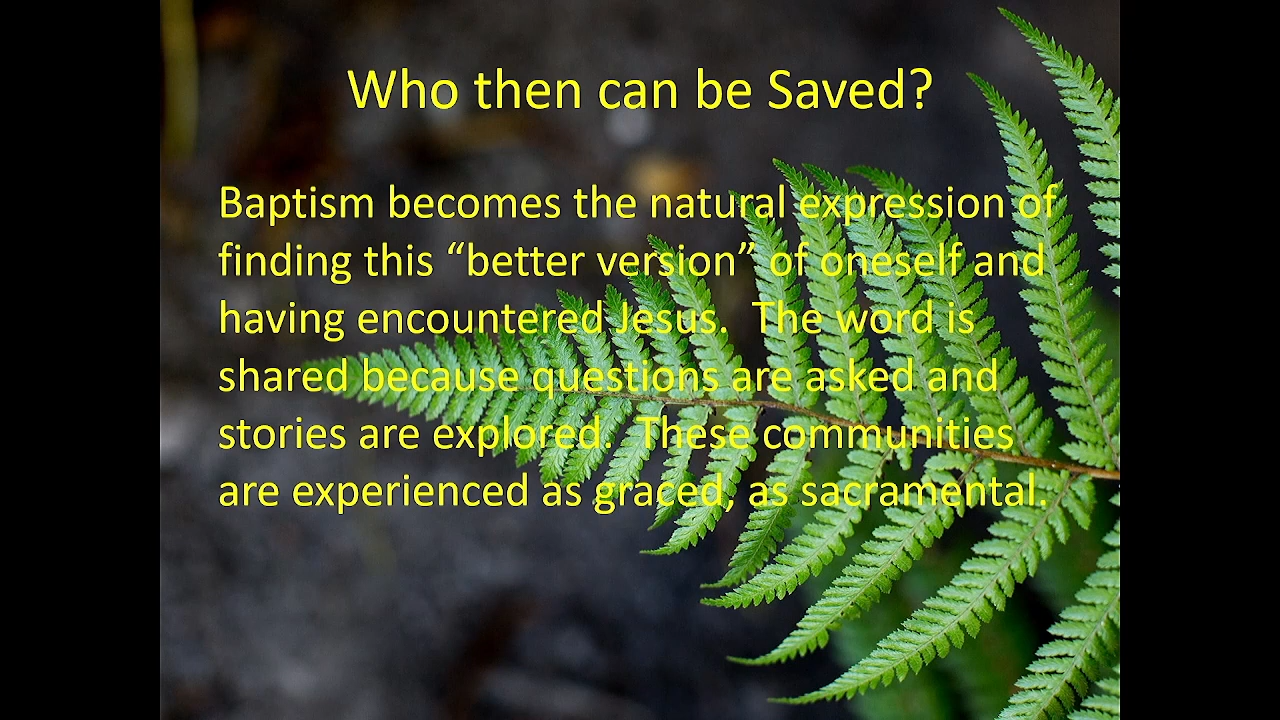 Who then can be Saved?
Baptism becomes the natural expression of
finding this “better version” of oneself and
having encountered Jesus.  The word is
shared because questions are asked and
stories are explored.  These communities
are experienced as graced, as sacramental.